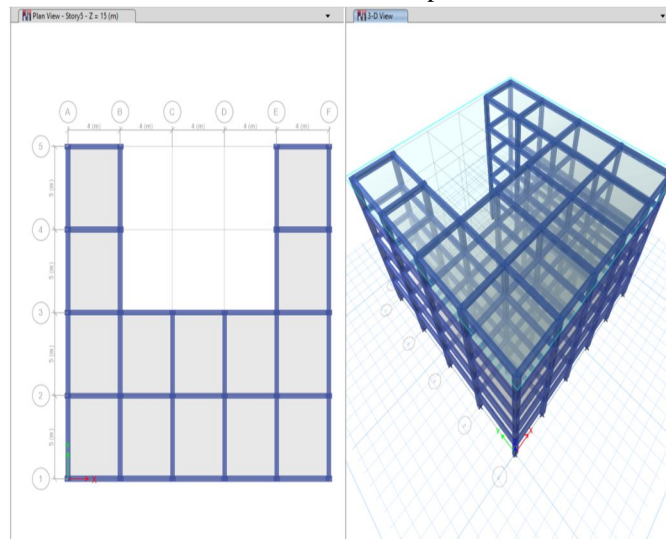 Plan View - Story5 - Z = 15 (m)
3-D View
A B C D E F
4 (m) 4 (m) 4 (m) 4 (m) 4 (m)
5
5 (m)
4
5 (m)
3
5 (m)
2
5 (m)
1
X